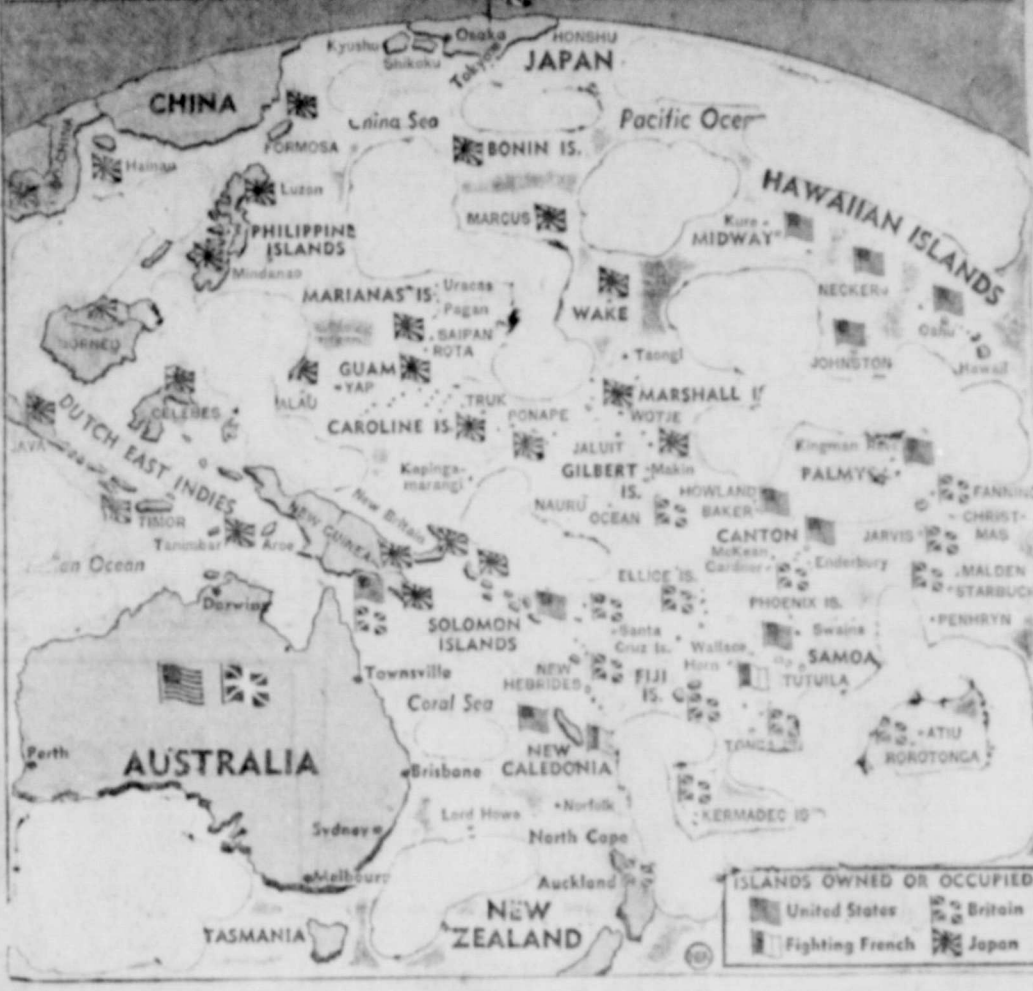 Kyushu
Osaka
HONSHU
Shikoku
Tokyo
JAPAN
CHINA
China Sea
Pacific Ocean
FORMOSA
BONIN IS.
Hainan
Luzon
HAWAIIAN ISLANDS
MARCUS
Kure
MIDWAY
PHILIPPINE
ISLANDS
Mindanao
MARIANAS IS.
Uracas
Pagan
NECKER
WAKE
Oahu
SAIPAN
ROTA
Taongi
JOHNSTON
Hawaii
BORNEO
GUAM
YAP
PALAU
TRUK
MARSHALL IS
WOTJE
PONAPE
CELEBES
JAVA
DUTCH EAST INDIES
CAROLINE IS.
JALUIT
Kingman Reef
Kapinga-
marangi
GILBERT
IS.
Makin
PALMYRA
HOWLAND
BAKER
FANNING
NAURU
OCEAN
New Britain
NEW GUINEA
TIMOR
Tanimbar
Aroe
CHRIST-
MAS
CANTON
JARVIS
McKean
Gardner
Enderbury
Indian Ocean
ELLICE IS.
MALDEN
STARBUCK
PHOENIX IS.
Darwin
SOLOMON
ISLANDS
PENHRYN
Santa
Cruz Is.
Swains
Wallace
Horn
SAMOA
TUTUILA
Townsville
NEW
HEBRIDES
FIJI
IS.
Coral Sea
ATIU
ROROTONGA
TONGA
NEW
CALEDONIA
Perth
AUSTRALIA
Brisbane
Lord Howe
Norfolk
KERMADEC IS
Sydney
North Cape
Melbourne
Auckland
NEW
ZEALAND
TASMANIA
ISLANDS OWNED OR OCCUPIED
United States
Britain
Fighting French
Japan